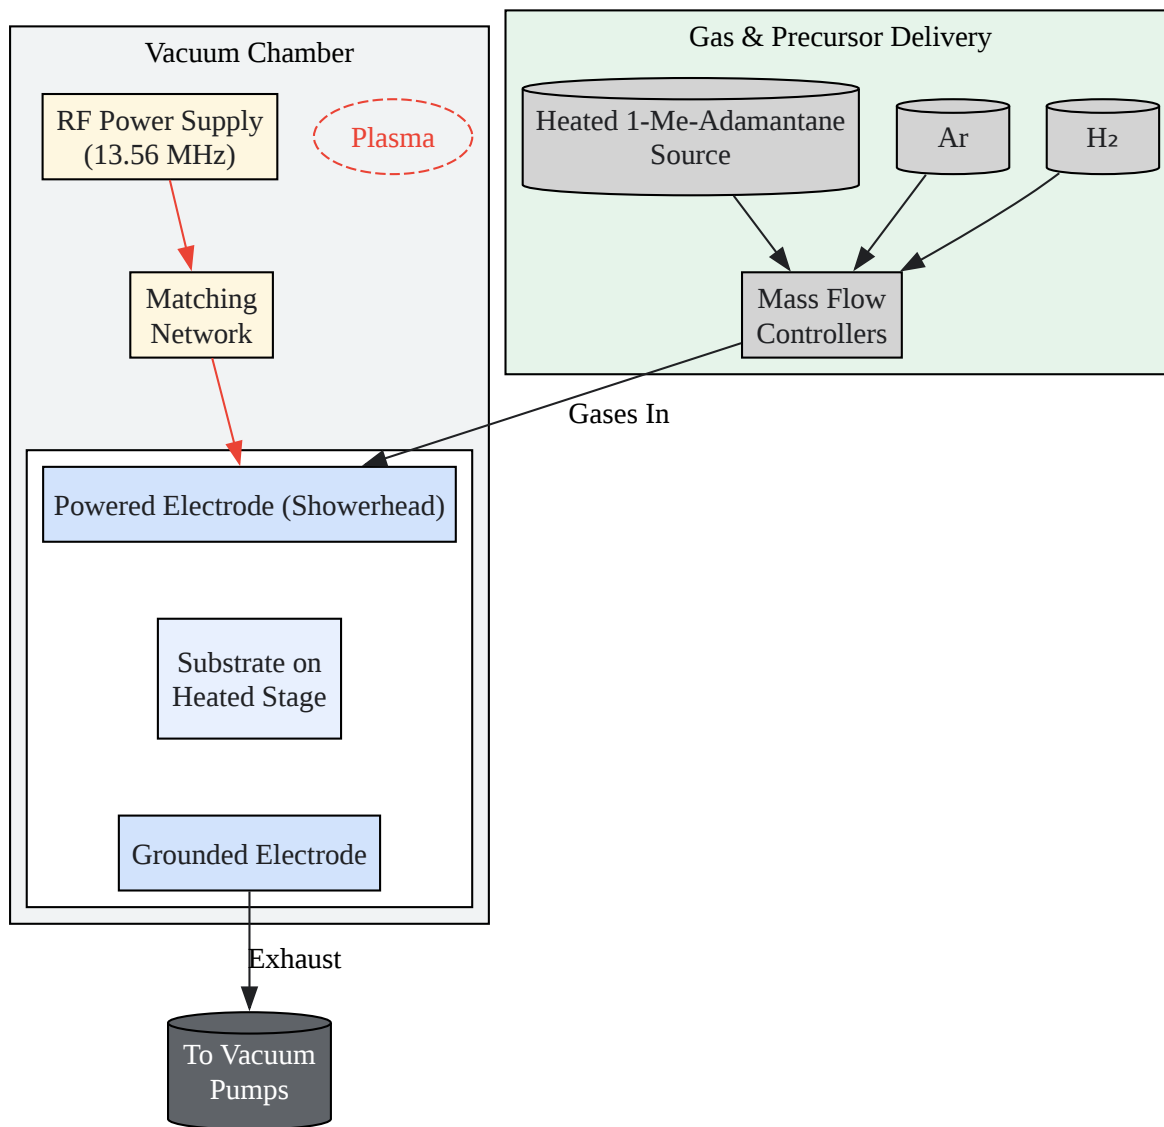 Vacuum Chamber
RF Power Supply
(13.56 MHz)
Plasma
Matching
Network
Powered Electrode (Showerhead)
Substrate on
Heated Stage
Grounded Electrode
Exhaust
To Vacuum
Pumps
Gas & Precursor Delivery
Heated 1-Me-Adamantane
Source
Ar
H₂
Mass Flow
Controllers
Gases In